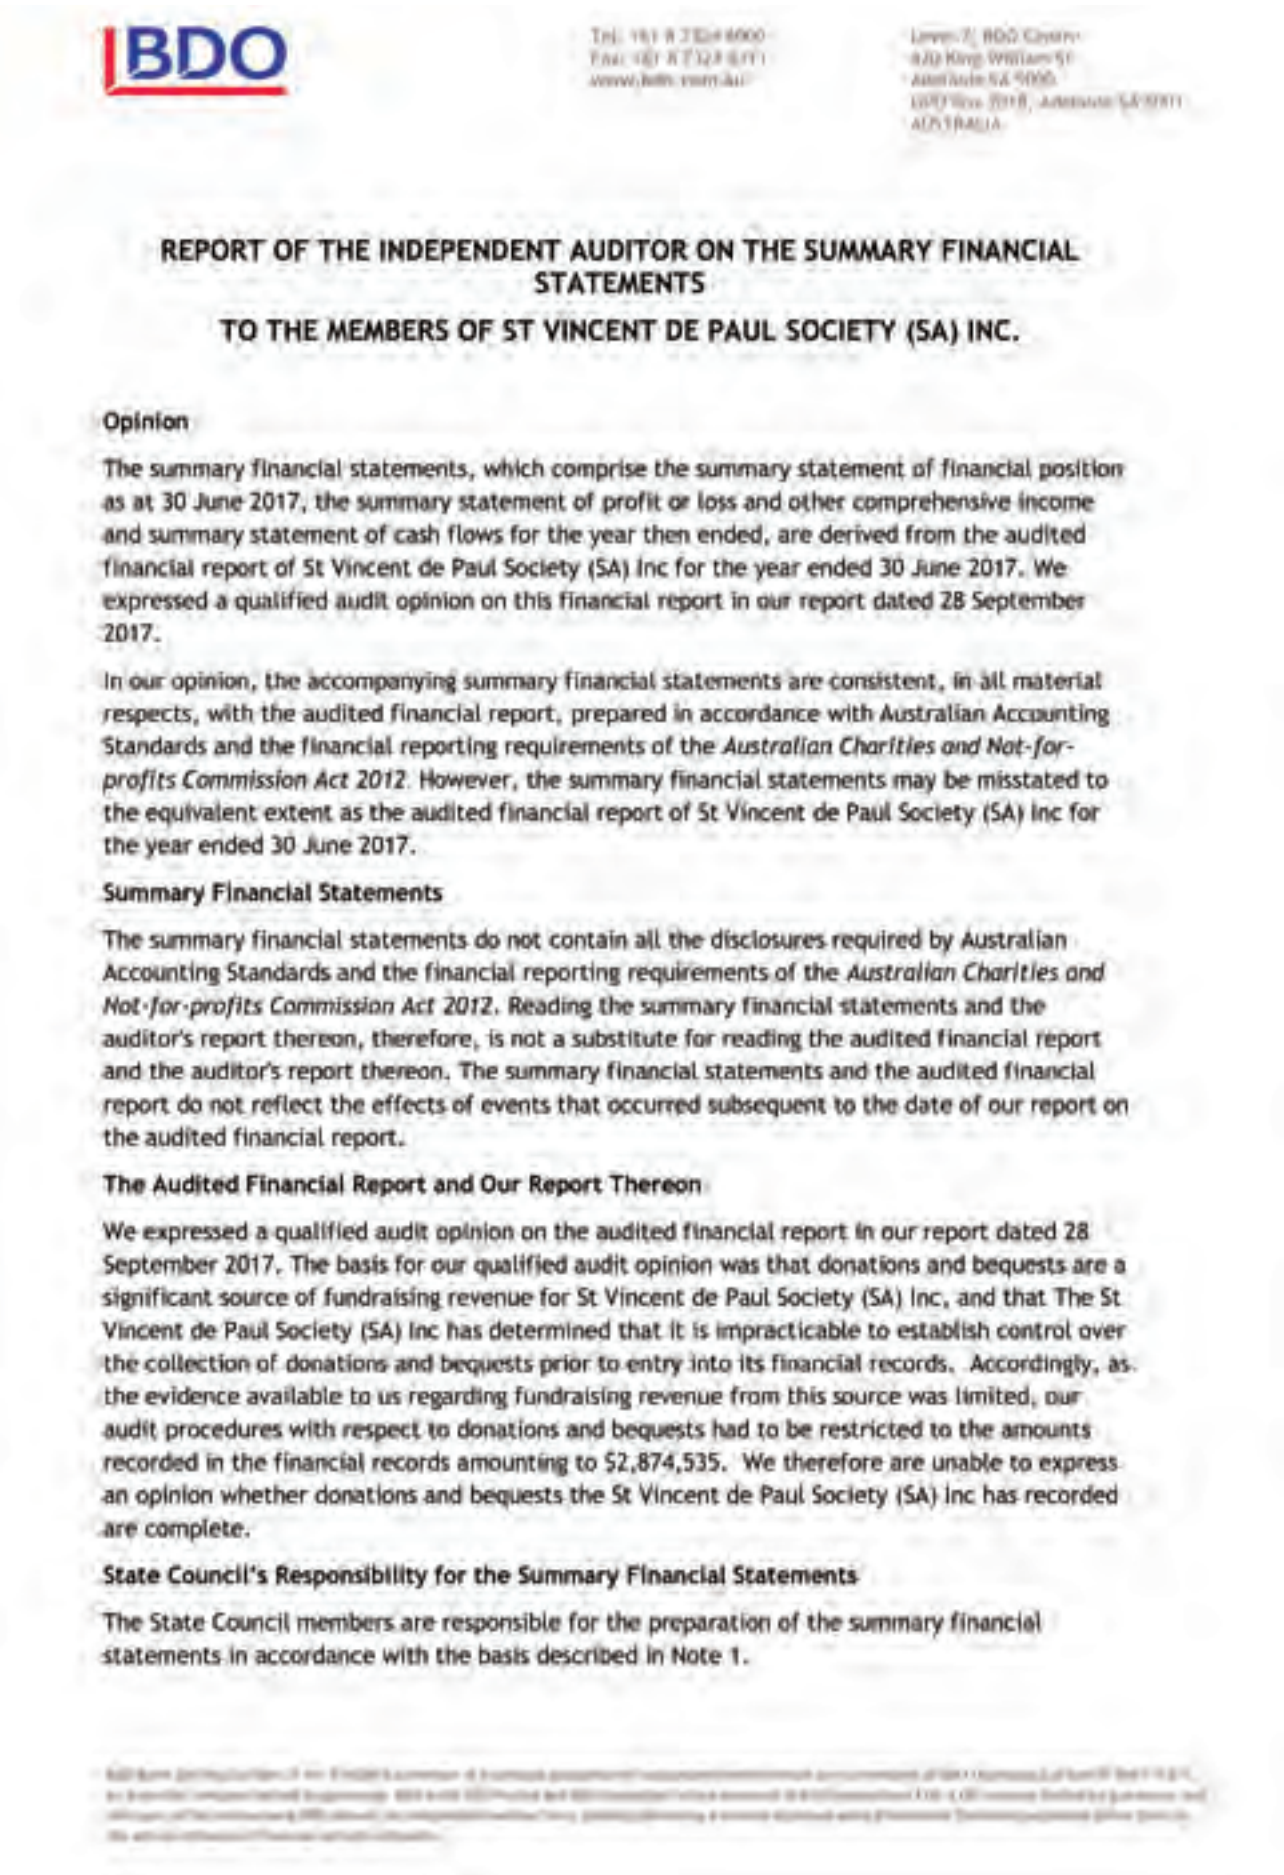 BDO
Fax:
www.bdo.com.au
Level 7, BDO Centre
420 King William St
Adelaide SA 5000
GPO Box 2018, Adelaide SA 5001
AUSTRALIA
REPORT OF THE INDEPENDENT AUDITOR ON THE SUMMARY FINANCIAL
STATEMENTS
TO THE MEMBERS OF ST VINCENT DE PAUL SOCIETY (SA) INC.
Opinion
The summary financial statements, which comprise the summary statement of financial position
as at 30 June 2017, the summary statement of profit or loss and other comprehensive income
and summary statement of cash flows for the year then ended, are derived from the audited
financial report of St Vincent de Paul Society (SA) Inc for the year ended 30 June 2017. We
expressed a qualified audit opinion on this financial report in our report dated 28 September
2017.
In our opinion, the accompanying summary financial statements are consistent, in all material
respects, with the audited financial report, prepared in accordance with Australian Accounting
Standards and the financial reporting requirements of the Australian Charities and Not-for-
profits Commission Act 2012. However, the summary financial statements may be misstated to
the equivalent extent as the audited financial report of St Vincent de Paul Society (SA) Inc for
the year ended 30 June 2017.
Summary Financial Statements
The summary financial statements do not contain all the disclosures required by Australian
Accounting Standards and the financial reporting requirements of the Australian Charities and
Not-for-profits Commission Act 2012. Reading the summary financial statements and the
auditor's report thereon, therefore, is not a substitute for reading the audited financial report
and the auditor's report thereon. The summary financial statements and the audited financial
report do not reflect the effects of events that occurred subsequent to the date of our report on
the audited financial report.
The Audited Financial Report and Our Report Thereon
We expressed a qualified audit opinion on the audited financial report in our report dated 28
September 2017. The basis for our qualified audit opinion was that donations and bequests are a
significant source of fundraising revenue for St Vincent de Paul Society (SA) Inc, and that The St
Vincent de Paul Society (SA) Inc has determined that it is impracticable to establish control over
the collection of donations and bequests prior to entry into its financial records. Accordingly, as
the evidence available to us regarding fundraising revenue from this source was limited, our
audit procedures with respect to donations and bequests had to be restricted to the amounts
recorded in the financial records amounting to $2,874,535. We therefore are unable to express
an opinion whether donations and bequests the St Vincent de Paul Society (SA) Inc has recorded
are complete.
State Council's Responsibility for the Summary Financial Statements
The State Council members are responsible for the preparation of the summary financial
statements in accordance with the basis described in Note 1.